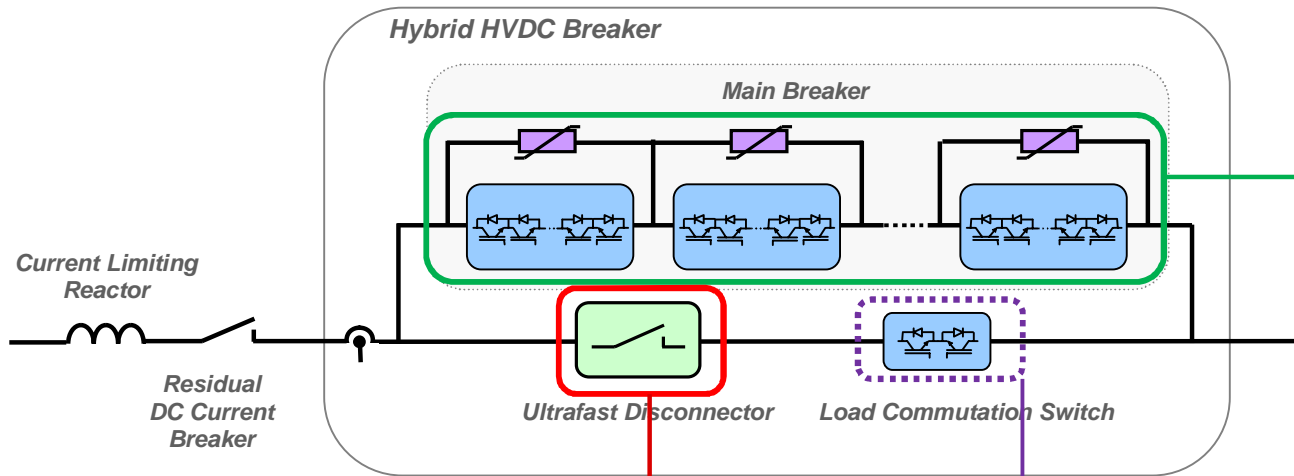 Hybrid HVDC Breaker
Main Breaker
Current Limiting
Reactor
Residual
DC Current
Breaker
Ultrafast Disconnector
Load Commutation Switch